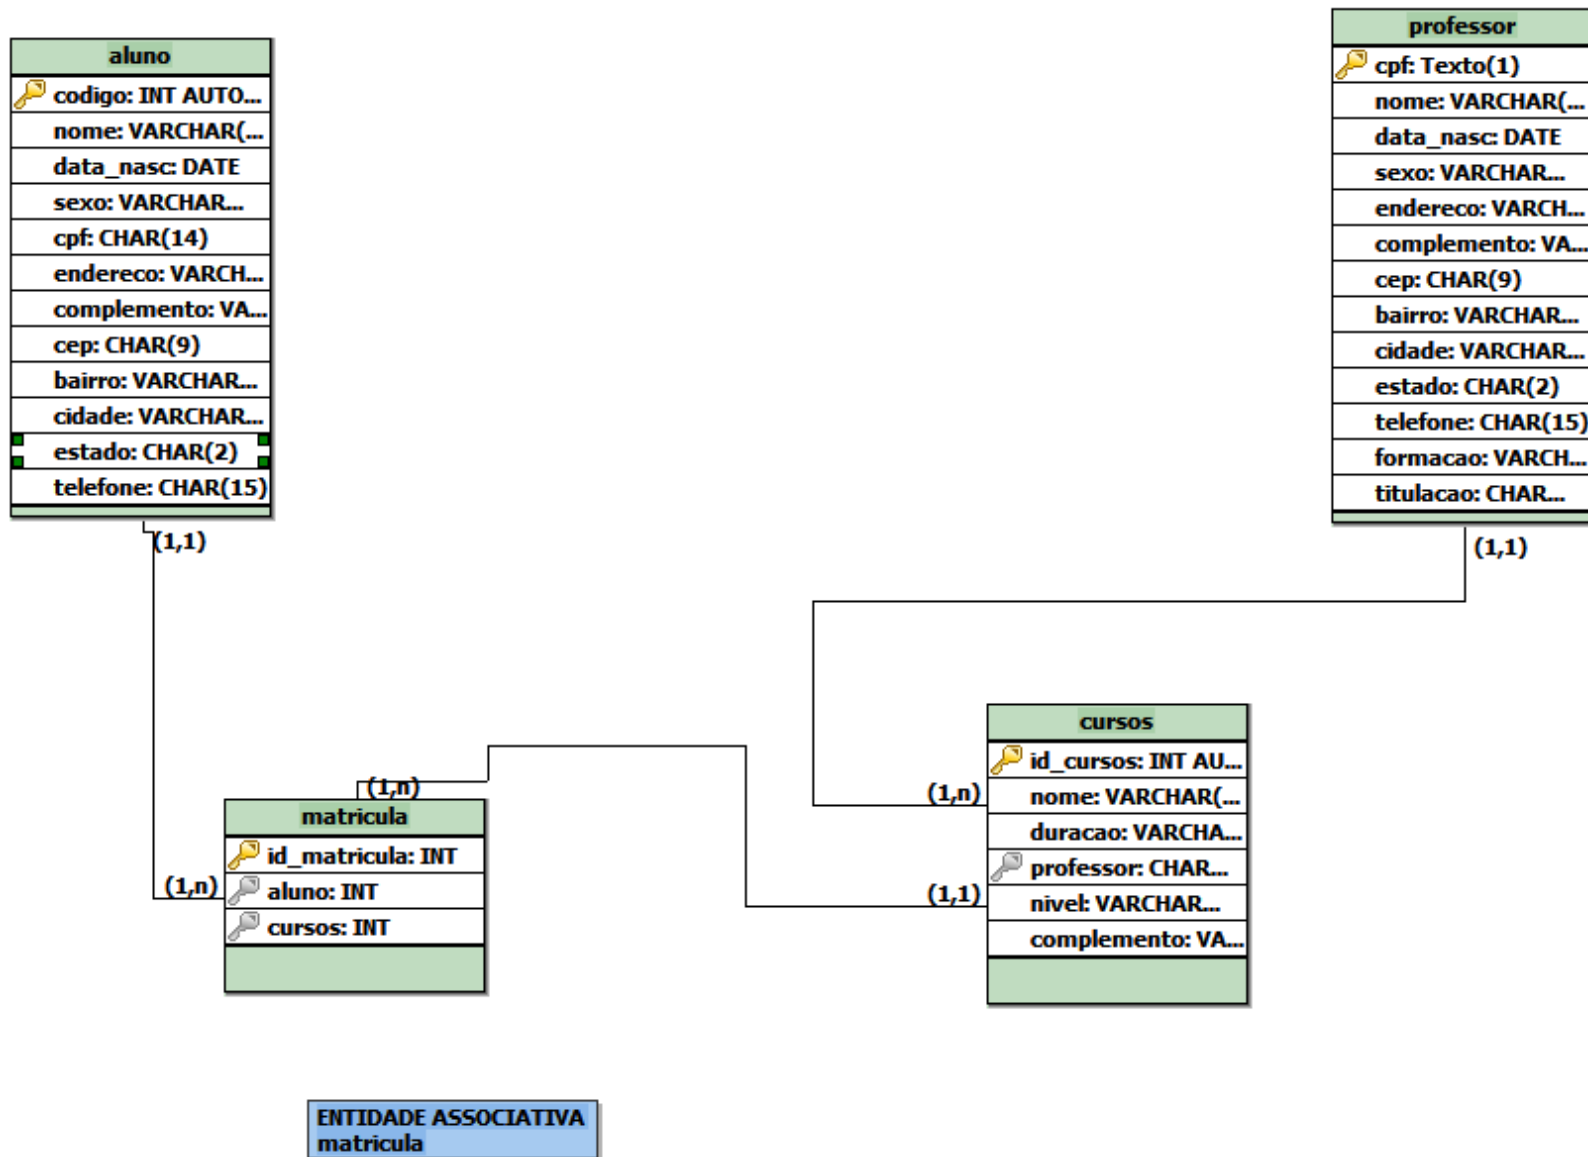 aluno
codigo: INT AUTO...
nome: VARCHAR(...
data_nasc: DATE
sexo: VARCHAR...
cpf: CHAR(14)
endereco: VARCH...
complemento: VA...
cep: CHAR(9)
bairro: VARCHAR...
cidade: VARCHAR...
estado: CHAR(2)
telefone: CHAR(15)
(1,1)
professor
cpf: Texto(1)
nome: VARCHAR(...
data_nasc: DATE
sexo: VARCHAR...
endereco: VARCH...
complemento: VA...
cep: CHAR(9)
bairro: VARCHAR...
cidade: VARCHAR...
estado: CHAR(2)
telefone: CHAR(15)
formacao: VARCH...
titulacao: CHAR...
(1,1)
(1,n)
matricula
id_matricula: INT
(1,n)
aluno: INT
cursos: INT
cursos
id_cursos: INT AU...
(1,n)
nome: VARCHAR(...
duracao: VARCHA...
professor: CHAR...
(1,1)
nivel: VARCHAR...
complemento: VA...
ENTIDADE ASSOCIATIVA
matricula